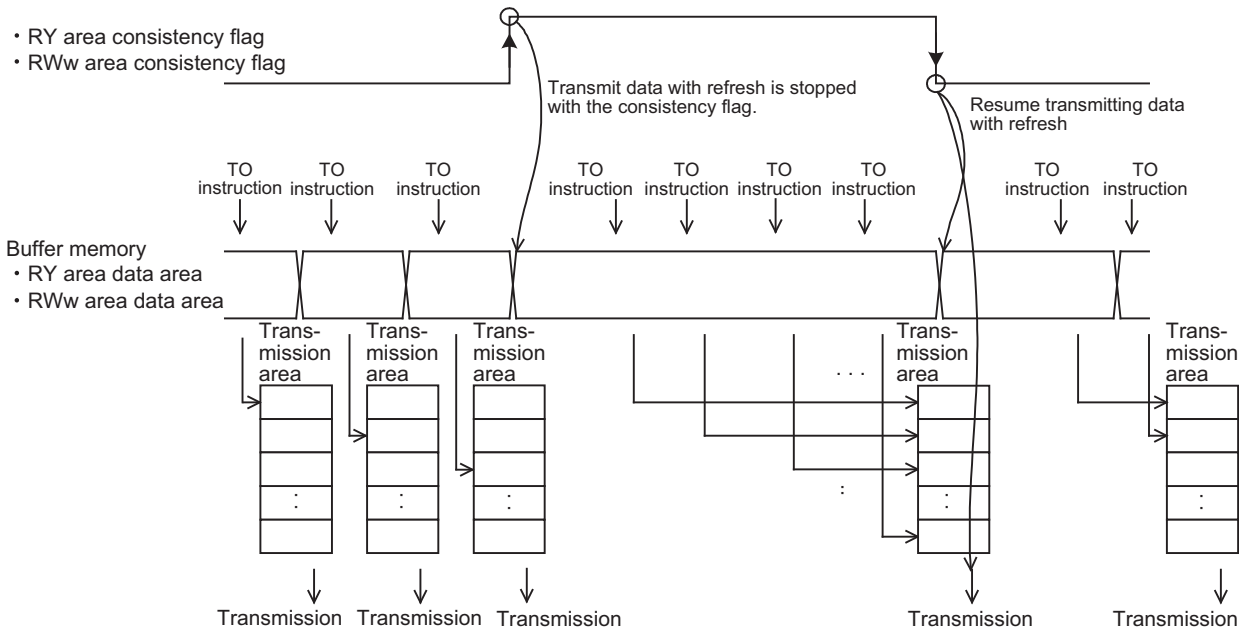 ・RY area consistency flag
・RWw area consistency flag
Transmit data with refresh is stopped
with the consistency flag.
Resume transmitting data
with refresh
TO
instruction
TO
instruction
TO
instruction
TO
instruction
TO
instruction
TO
instruction
TO
instruction
TO
instruction
TO
instruction
Buffer memory
・RY area data area
・RWw area data area
Trans-
mission
area
Trans-
mission
area
Trans-
mission
area
Trans-
mission
area
Trans-
mission
area
. . .
:
:
:
:
:
:
Transmission
Transmission
Transmission
Transmission
Transmission